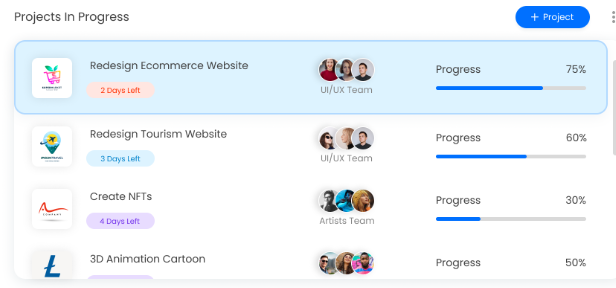 Projects In Progress
+ Project
Redesign Ecommerce Website
2 Days Left
UI/UX Team
Progress
75%
Redesign Tourism Website
3 Days Left
UI/UX Team
Progress
60%
Create NFTs
4 Days Left
Artists Team
Progress
30%
3D Animation Cartoon
Progress
50%